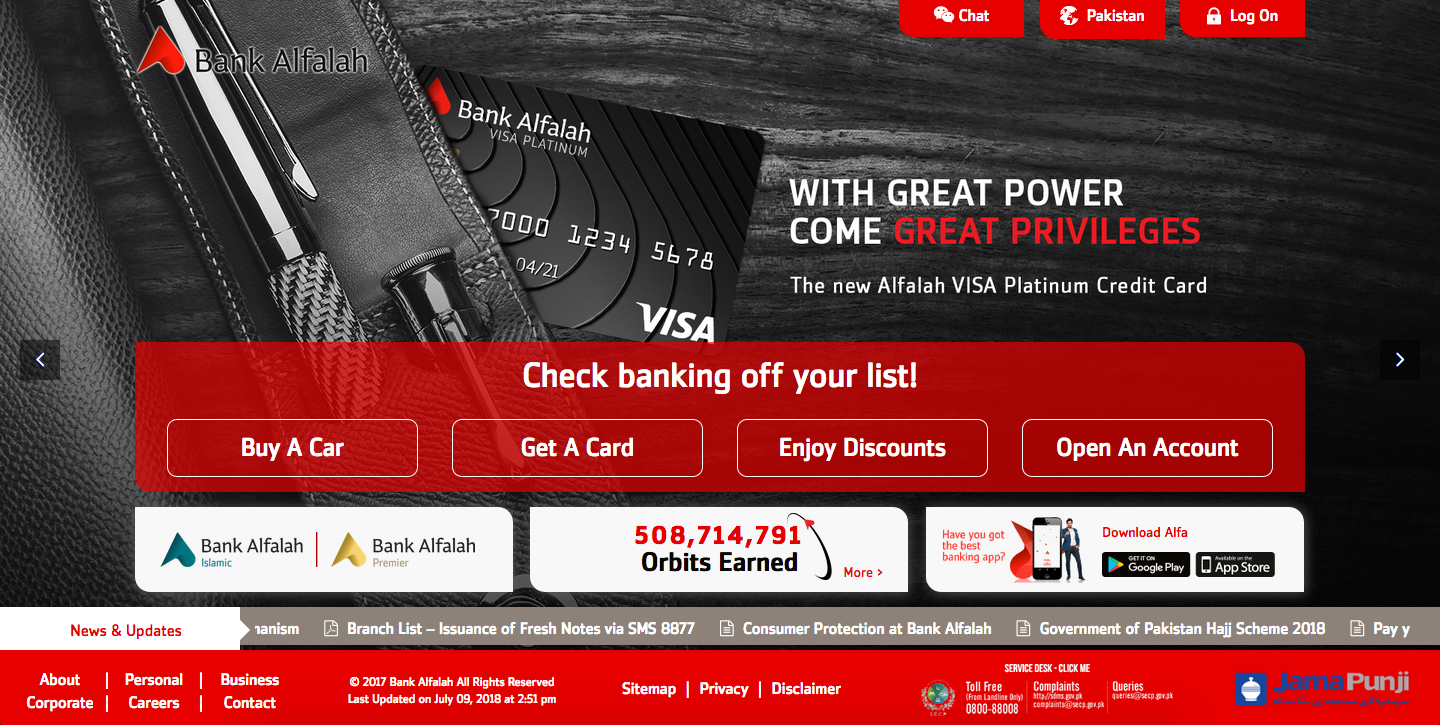 Chat
Pakistan
Log On
Bank Alfalah
Bank Alfalah
VISA PLATINUM
7000 1234 5678
04/21
VISA
WITH GREAT POWER
COME GREAT PRIVILEGES
The new Alfalah VISA Platinum Credit Card
Check banking off your list!
Buy A Car
Get A Card
Enjoy Discounts
Open An Account
Bank Alfalah
Islamic
Bank Alfalah
Premier
508,714,791
Orbits Earned
More >
Have you got
the best
banking app?
Download Alfa
GET IT ON
Google Play
Available on the
App Store
News & Updates
hanism
Branch List – Issuance of Fresh Notes via SMS 8877
Consumer Protection at Bank Alfalah
Government of Pakistan Hajj Scheme 2018
Pay y
About
Personal
Business
Corporate
Careers
Contact
© 2017 Bank Alfalah All Rights Reserved
Last Updated on July 09, 2018 at 2:51 pm
Sitemap | Privacy | Disclaimer
SERVICE DESK - CLICK ME
SECP
Toll Free
(From Landline Only)
0800-88008
Complaints
http://sdms.gov.pk
complaints@secp.gov.pk
Queries
queries@secp.gov.pk
JamaPunji